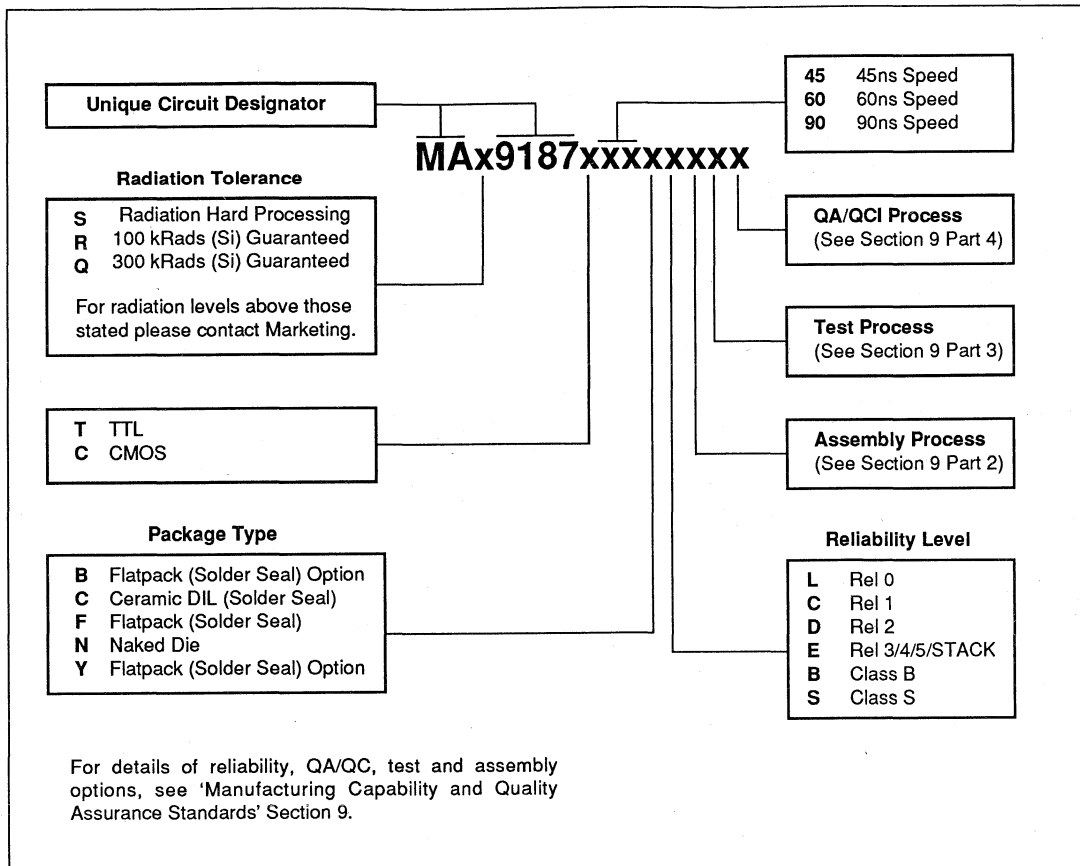 Unique Circuit Designator
45 45ns Speed
60 60ns Speed
90 90ns Speed
MAx9187xxxxxxxx
Radiation Tolerance
S Radiation Hard Processing
R 100 kRads (Si) Guaranteed
Q 300 kRads (Si) Guaranteed
For radiation levels above those
stated please contact Marketing.
QA/QCI Process
(See Section 9 Part 4)
Test Process
(See Section 9 Part 3)
T TTL
C CMOS
Assembly Process
(See Section 9 Part 2)
Package Type
B Flatpack (Solder Seal) Option
C Ceramic DIL (Solder Seal)
F Flatpack (Solder Seal)
N Naked Die
Y Flatpack (Solder Seal) Option
Reliability Level
L Rel 0
C Rel 1
D Rel 2
E Rel 3/4/5/STACK
B Class B
S Class S
For details of reliability, QA/QC, test and assembly
options, see 'Manufacturing Capability and Quality
Assurance Standards' Section 9.